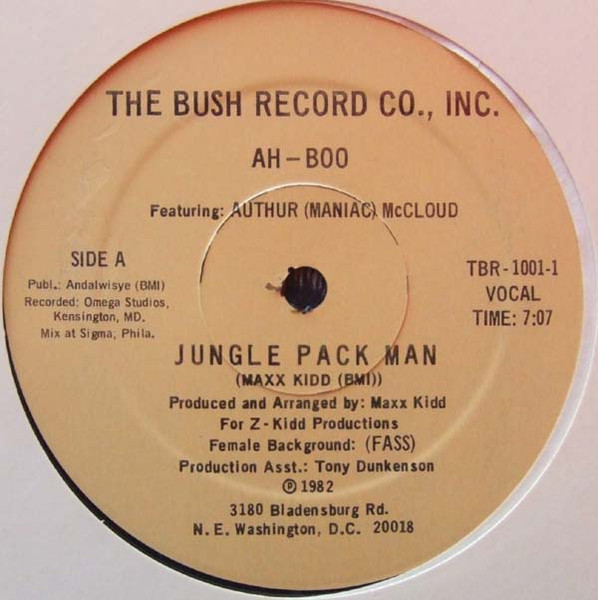 THE BUSH RECORD CO., INC.
AH-BOO
Featuring: AUTHUR (MANIAC) McCLOUD
SIDE A
Publ.: Andalwisye (BMI)
Recorded: Omega Studios,
Kensington, MD.
Mix at Sigma, Phila.
TBR-1001-1
VOCAL
TIME: 7:07
JUNGLE PACK MAN
(MAXX KIDD (BMI))
Produced and Arranged by: Maxx Kidd
For Z-Kidd Productions
Female Background: (FASS)
Production Asst.: Tony Dunkenson
℗ 1982
3180 Bladensburg Rd.
N.E. Washington, D.C. 20018